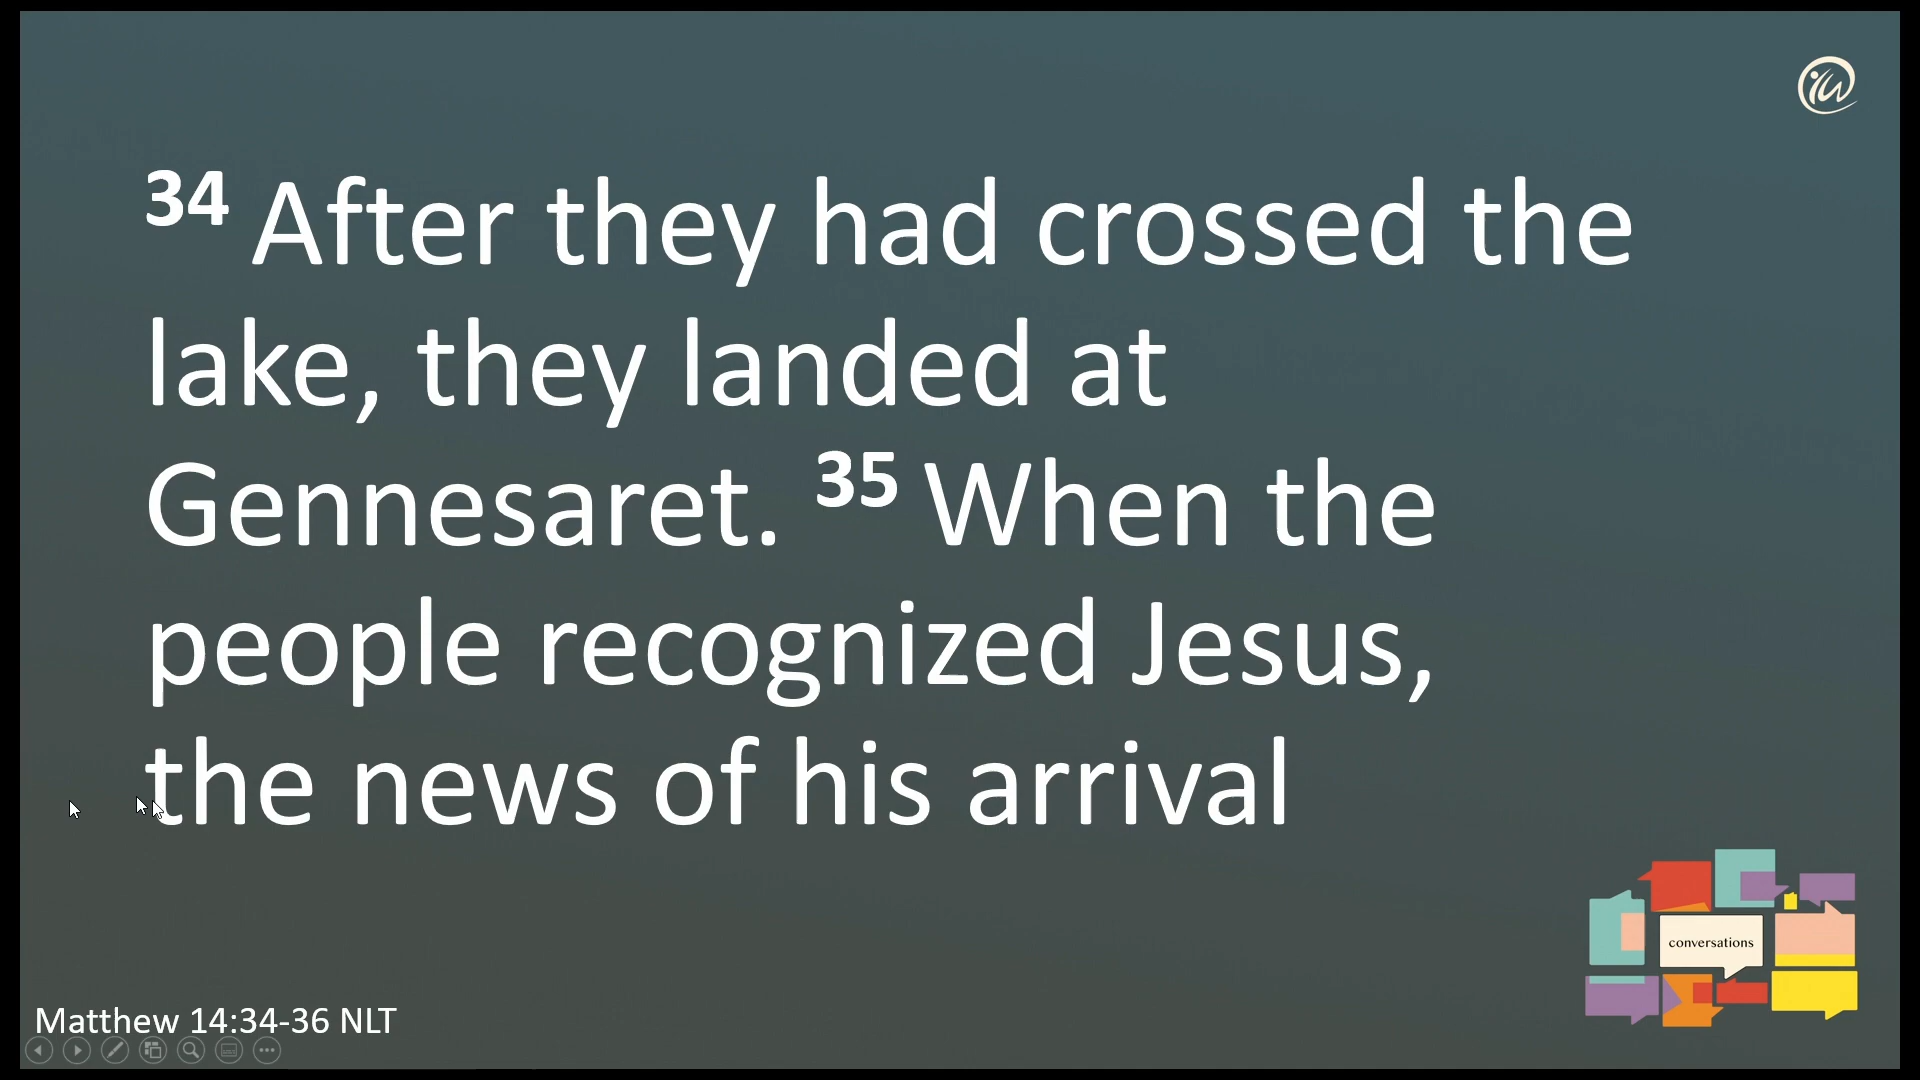 34 After they had crossed the
lake, they landed at
Gennesaret. 35 When the
people recognized Jesus,
the news of his arrival
conversations
Matthew 14:34-36 NLT